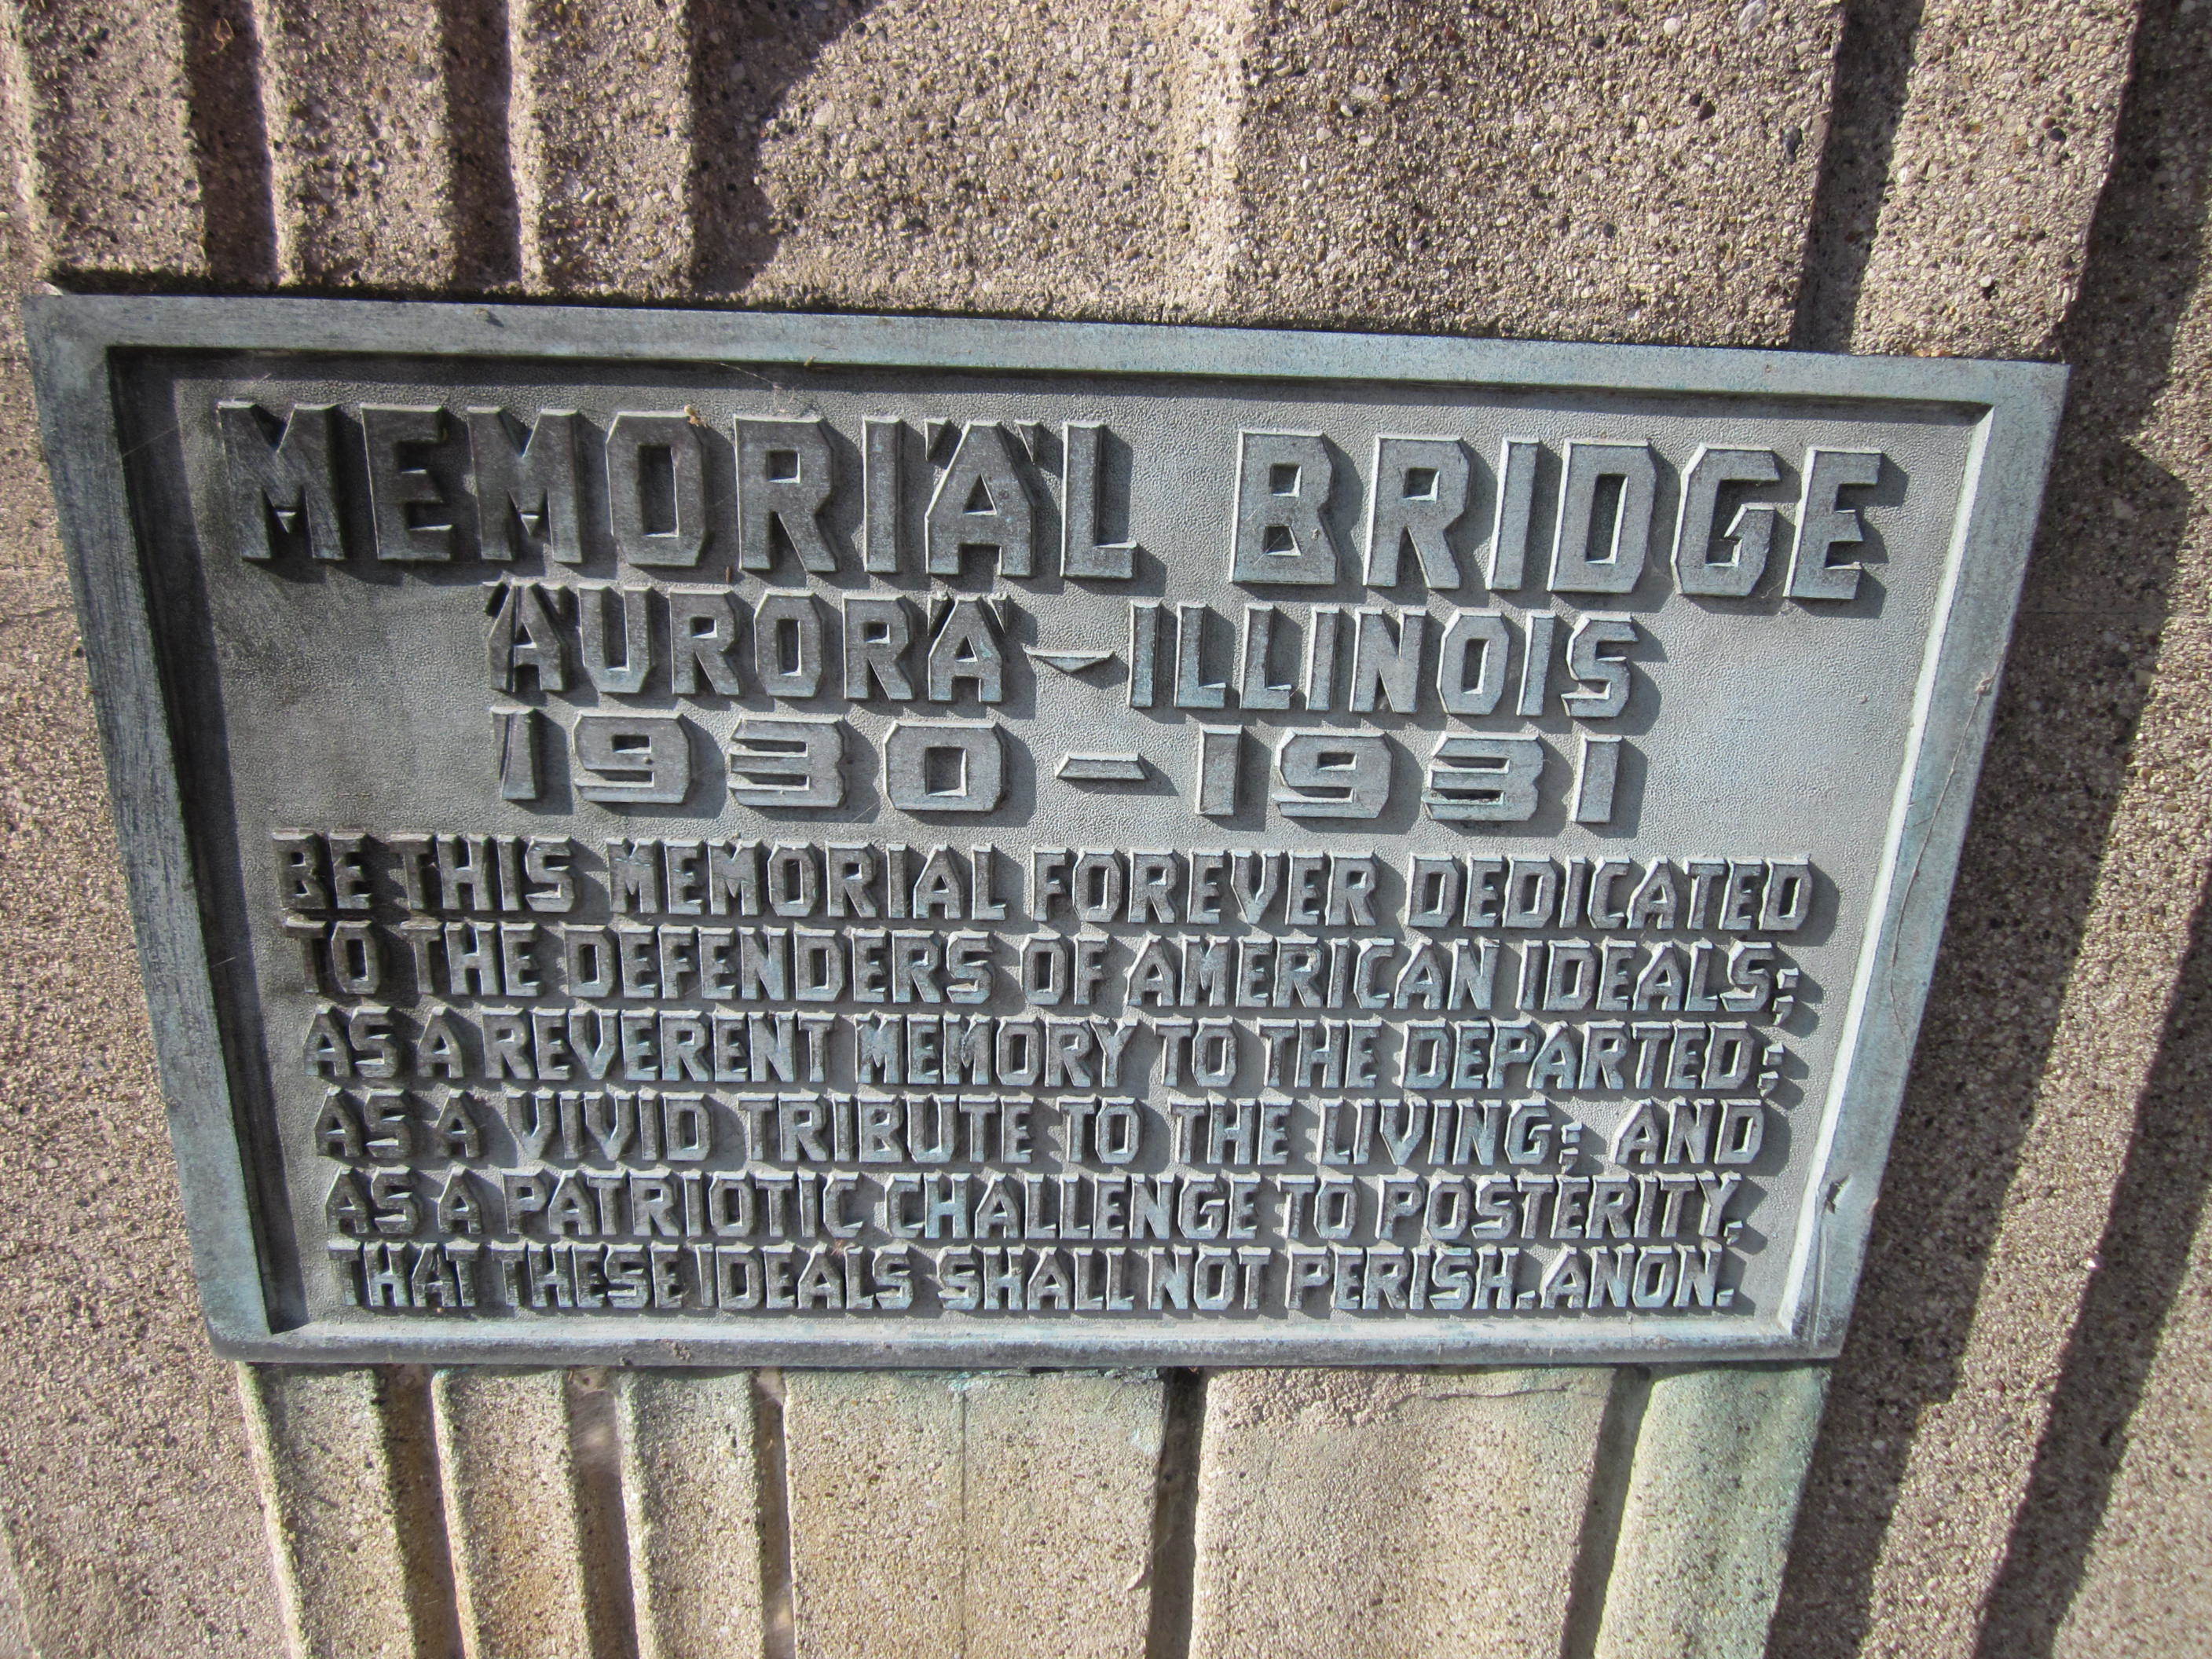 MEMORIAL BRIDGE
AURORA - ILLINOIS
1930 - 1931
BE THIS MEMORIAL FOREVER DEDICATED
TO THE DEFENDERS OF AMERICAN IDEALS;
AS A REVERENT MEMORY TO THE DEPARTED;
AS A VIVID TRIBUTE TO THE LIVING; AND
AS A PATRIOTIC CHALLENGE TO POSTERITY,
THAT THESE IDEALS SHALL NOT PERISH. ANON.